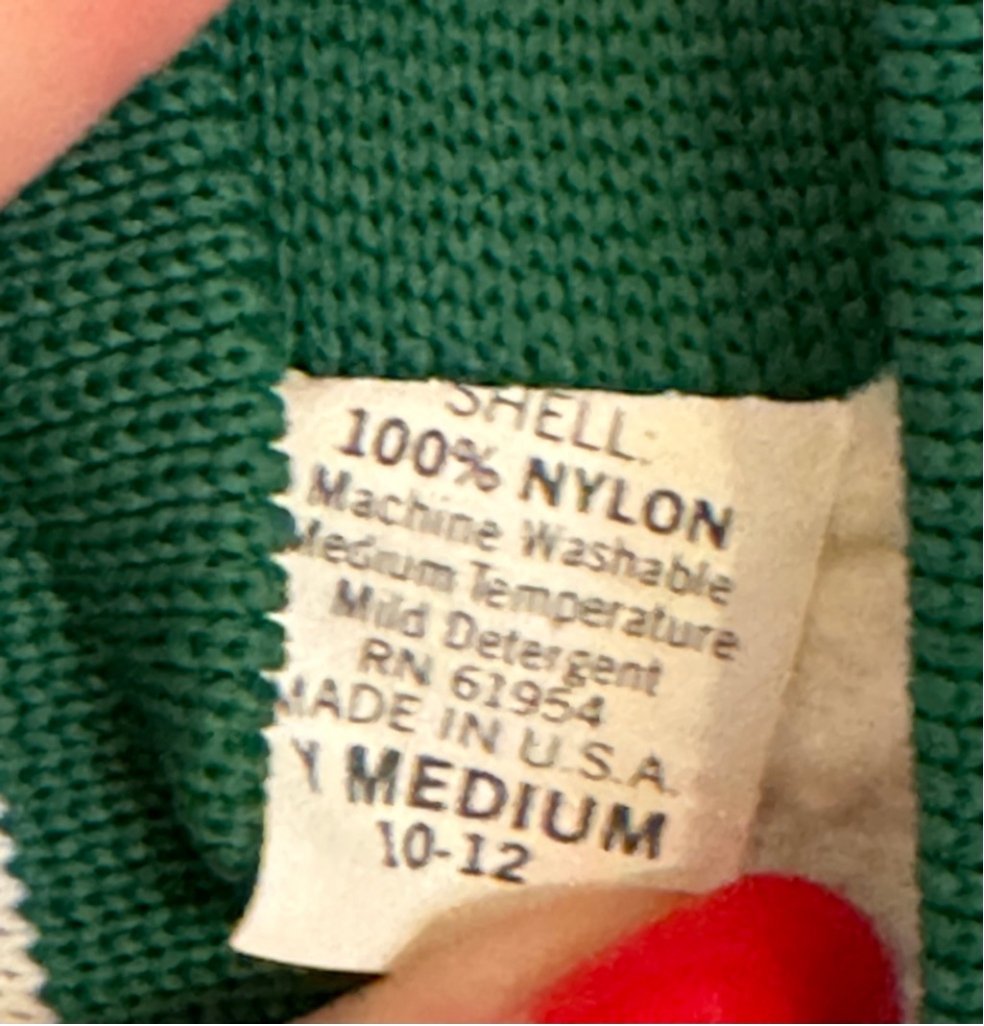 SHELL:
100% NYLON
Machine Washable
Medium Temperature
Mild Detergent
RN 61954
MADE IN U.S.A.
Y MEDIUM
10-12